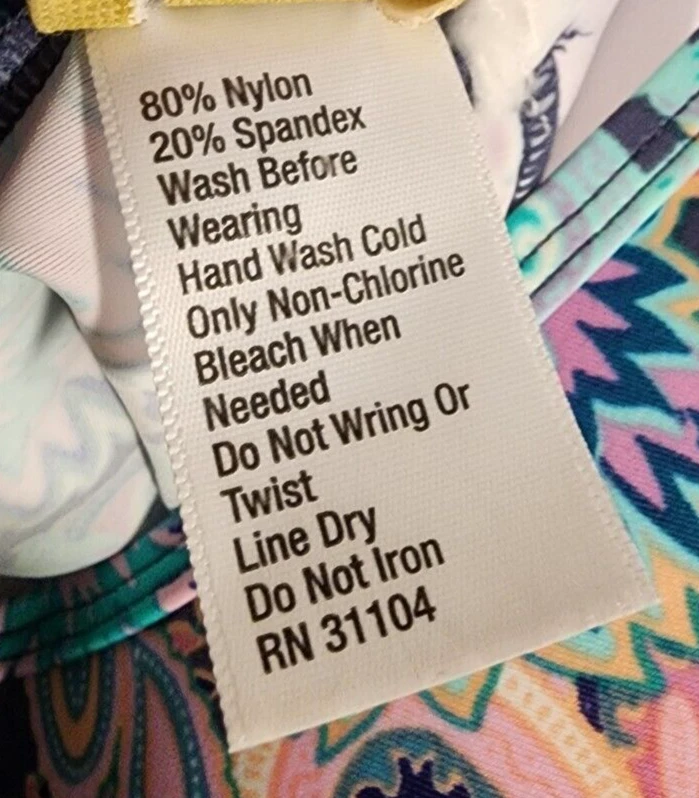 80% Nylon
20% Spandex
Wash Before
Wearing
Hand Wash Cold
Only Non-Chlorine
Bleach When
Needed
Do Not Wring Or
Twist
Line Dry
Do Not Iron
RN 31104